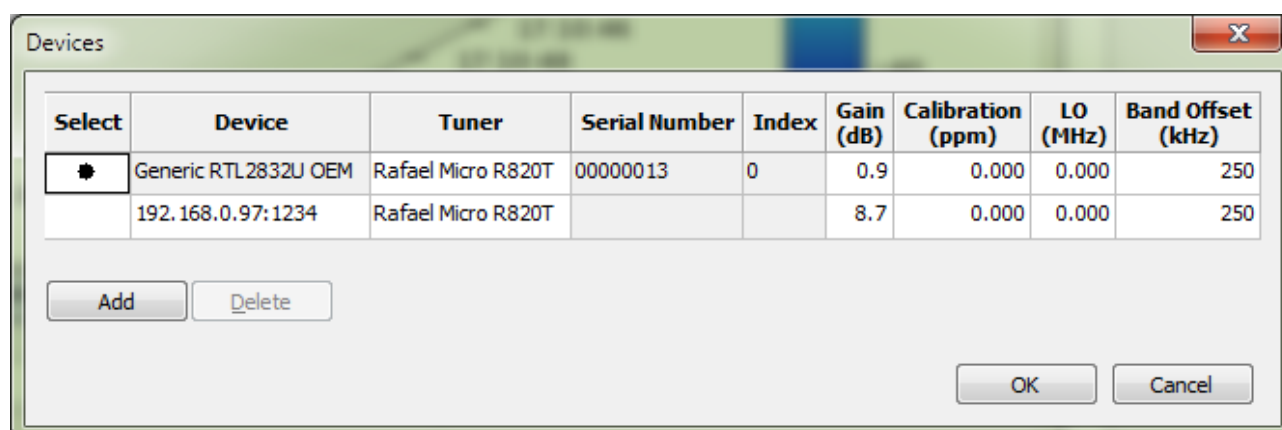 Devices
Select Device Tuner Serial Number Index Gain (dB) Calibration (ppm) LO (MHz) Band Offset (kHz)
Generic RTL2832U OEM Rafael Micro R820T 00000013 0 0.9 0.000 0.000 250
192.168.0.97:1234 Rafael Micro R820T 8.7 0.000 0.000 250
Add Delete
OK Cancel